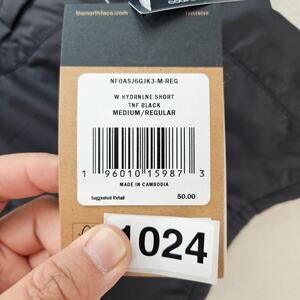 thenorthface.com
NF0A5J6GJK3-M-REG
W HYDRNLNE SHORT
TNF BLACK
MEDIUM/REGULAR
1 96010 15987 3
MADE IN CAMBODIA
Suggested Retail 50.00
1024